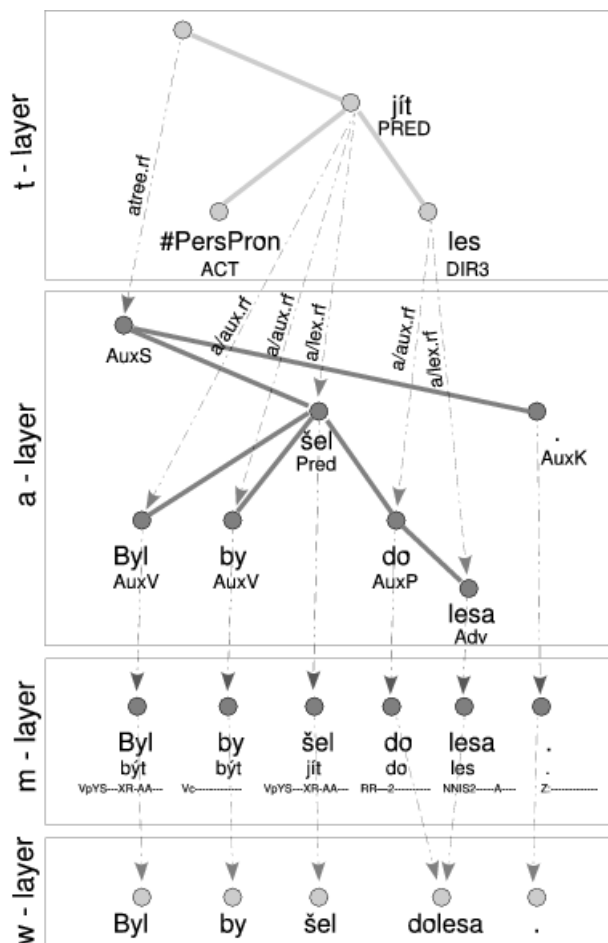 t - layer
jít
PRED
atree.rf
#PersPron
ACT
les
DIR3
a - layer
a/aux.rf
a/aux.rf
a/lex.rf
a/aux.rf
a/lex.rf
AuxS
šel
Pred
.
AuxK
Byl
AuxV
by
AuxV
do
AuxP
lesa
Adv
m - layer
Byl by šel do lesa .
být být jít do les .
VpYS---XR-AA--- Vc------------- VpYS---XR-AA--- RR---2---------- NNIS2-----A---- Z:-------------
w - layer
Byl by šel dolesa .